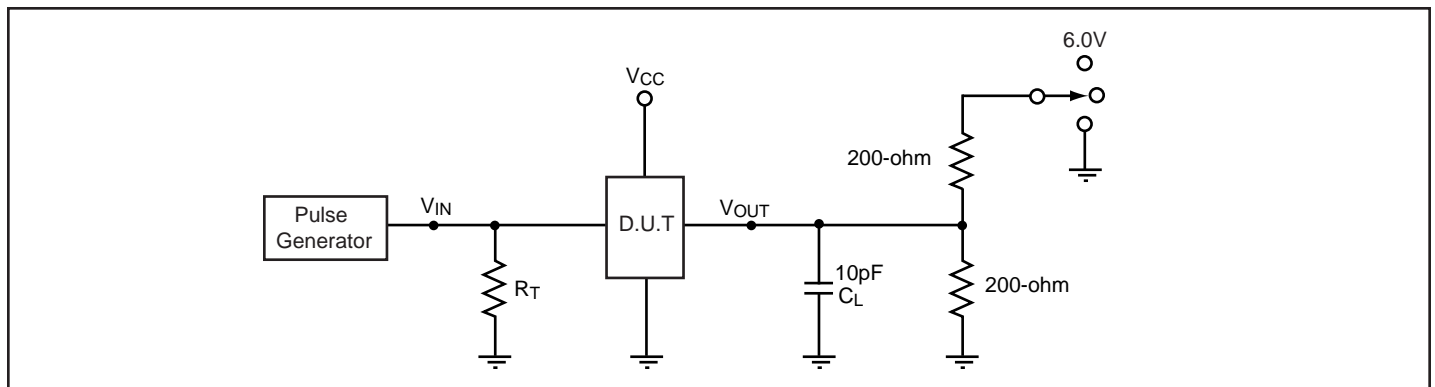 6.0V
VCC
200-ohm
Pulse
Generator
VIN
D.U.T
VOUT
RT
10pF
CL
200-ohm